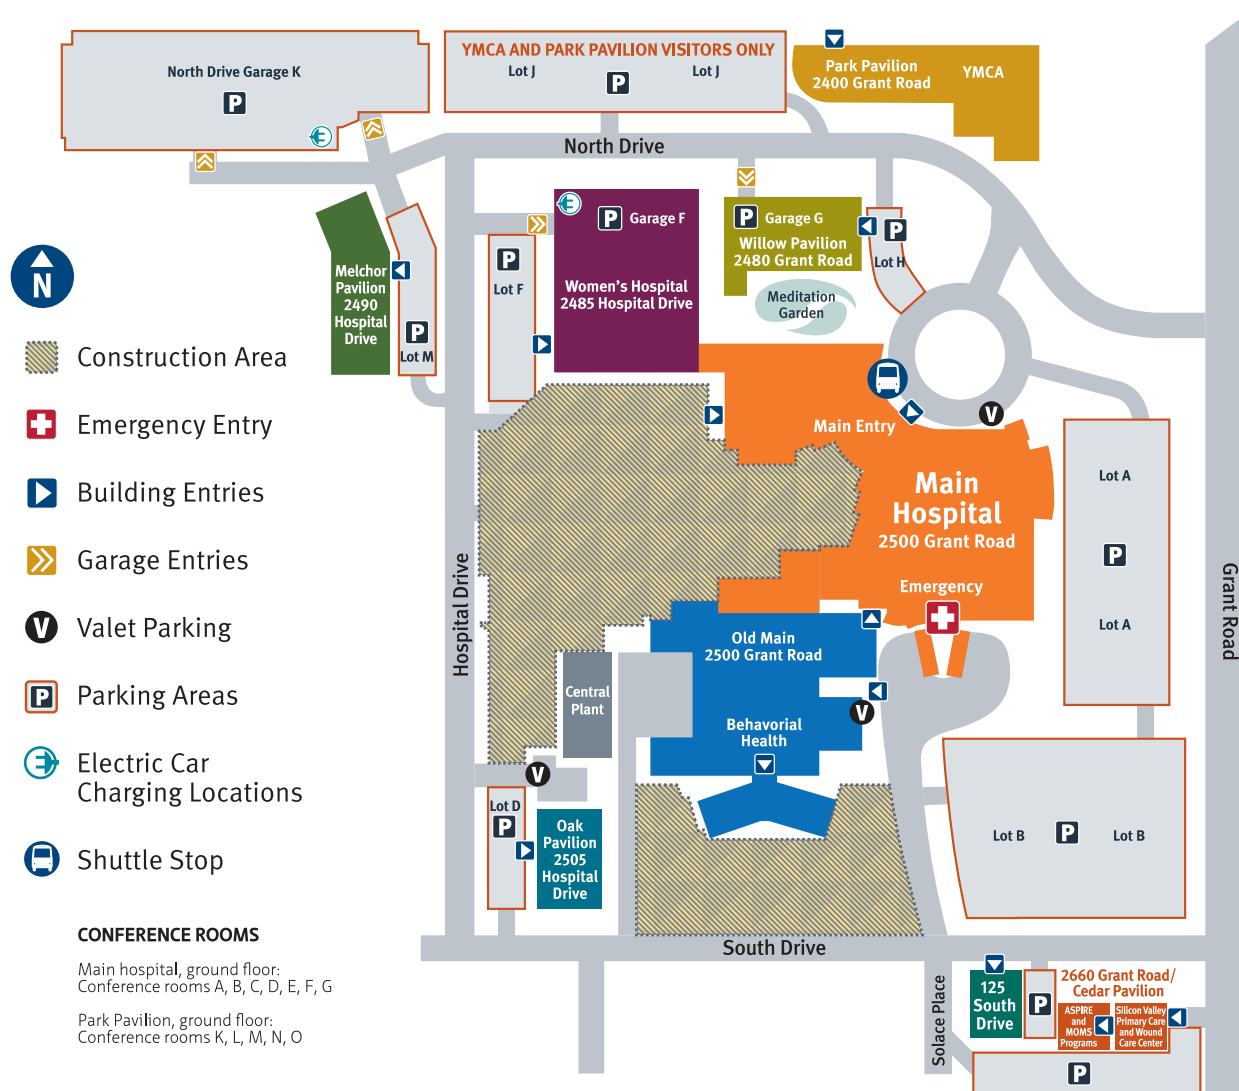 North Drive Garage K
P
YMCA AND PARK PAVILION VISITORS ONLY
Lot J
Lot J
P
Park Pavilion
2400 Grant Road
YMCA
North Drive
P
Garage F
P
Garage G
Willow Pavilion
2480 Grant Road
P
Lot H
N
Melchor
Pavilion
2490
Hospital
Drive
P
Lot M
P
Lot F
Women's Hospital
2485 Hospital Drive
Meditation
Garden
Construction Area
Emergency Entry
Building Entries
Garage Entries
V
Valet Parking
P
Parking Areas
Electric Car
Charging Locations
Shuttle Stop
Main Entry
V
Main
Hospital
2500 Grant Road
Emergency
Lot A
P
Lot A
Grant Road
Hospital Drive
Old Main
2500 Grant Road
Central
Plant
Behavorial
Health
V
V
Lot D
P
Oak
Pavilion
2505
Hospital
Drive
Lot B
P
Lot B
South Drive
CONFERENCE ROOMS
Main hospital, ground floor:
Conference rooms A, B, C, D, E, F, G
Park Pavilion, ground floor:
Conference rooms K, L, M, N, O
Solace Place
125
South
Drive
P
2660 Grant Road/
Cedar Pavilion
ASPIRE
and
MOMS
Programs
Silicon Valley
Primary Care
and Wound
Care Center
P